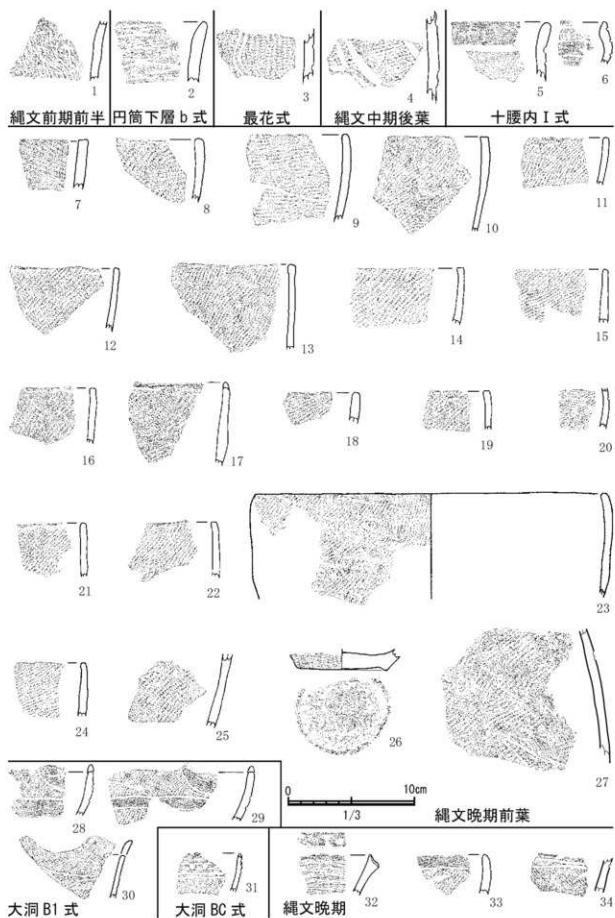 1 2 3 4 5 6
縄文前期前半 円筒下層b式 最花式 縄文中期後葉 十腰内Ⅰ式
7 8 9 10 11
12 13 14 15
16 17 18 19 20
21 22 23
24 25 26 27
0 10cm
1/3
縄文晩期前葉
28 29
30 31 32 33 34
大洞B1式 大洞BC式 縄文晩期